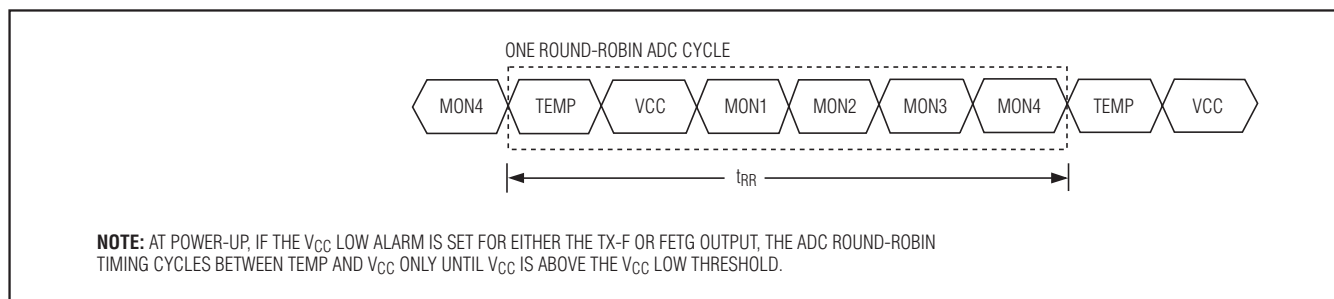 ONE ROUND-ROBIN ADC CYCLE
MON4 TEMP VCC MON1 MON2 MON3 MON4 TEMP VCC
tRR
NOTE: AT POWER-UP, IF THE VCC LOW ALARM IS SET FOR EITHER THE TX-F OR FETG OUTPUT, THE ADC ROUND-ROBIN
TIMING CYCLES BETWEEN TEMP AND VCC ONLY UNTIL VCC IS ABOVE THE VCC LOW THRESHOLD.